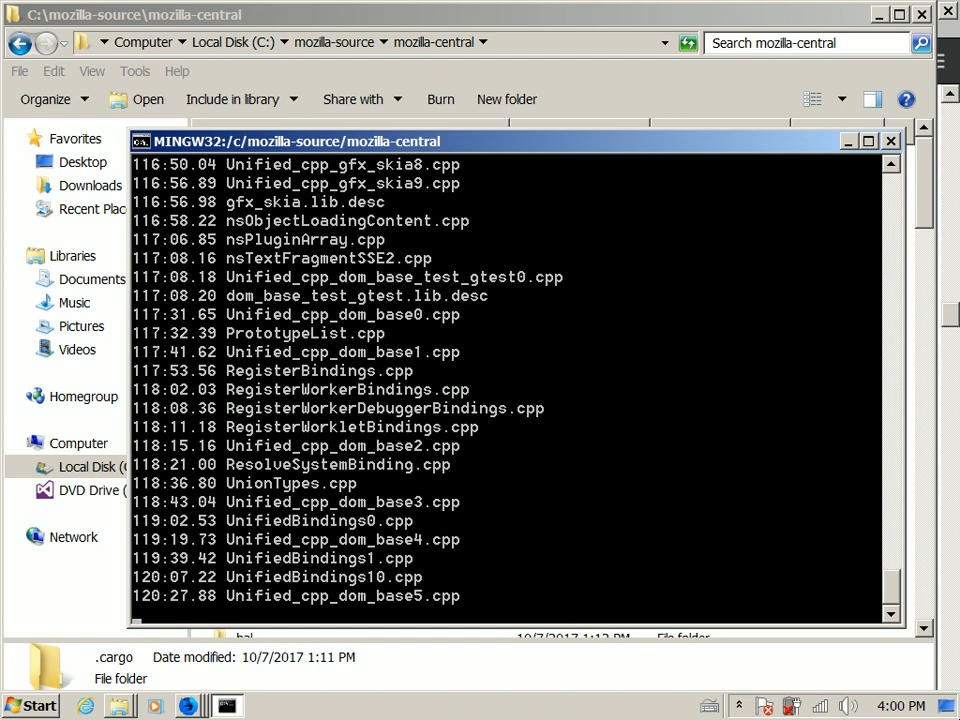 C:\mozilla-source\mozilla-central
Computer Local Disk (C:) mozilla-source mozilla-central
Search mozilla-central
File Edit View Tools Help
Organize Open Include in library Share with Burn New folder
Favorites
Desktop
Downloads
Recent Plac
Libraries
Documents
Music
Pictures
Videos
Homegroup
Computer
Local Disk (
DVD Drive (
Network
MINGW32:/c/mozilla-source/mozilla-central
116:50.04 Unified_cpp_gfx_skia8.cpp
116:56.89 Unified_cpp_gfx_skia9.cpp
116:56.98 gfx_skia.lib.desc
116:58.22 nsObjectLoadingContent.cpp
117:06.85 nsPluginArray.cpp
117:08.16 nsTextFragmentSSE2.cpp
117:08.18 Unified_cpp_dom_base_test_gtest0.cpp
117:08.20 dom_base_test_gtest.lib.desc
117:31.65 Unified_cpp_dom_base0.cpp
117:32.39 PrototypeList.cpp
117:41.62 Unified_cpp_dom_base1.cpp
117:53.56 RegisterBindings.cpp
118:02.03 RegisterWorkerBindings.cpp
118:08.36 RegisterWorkerDebuggerBindings.cpp
118:11.18 RegisterWorkletBindings.cpp
118:15.16 Unified_cpp_dom_base2.cpp
118:21.00 ResolveSystemBinding.cpp
118:36.80 UnionTypes.cpp
118:43.04 Unified_cpp_dom_base3.cpp
119:02.53 UnifiedBindings0.cpp
119:19.73 Unified_cpp_dom_base4.cpp
119:39.42 UnifiedBindings1.cpp
120:07.22 UnifiedBindings10.cpp
120:27.88 Unified_cpp_dom_base5.cpp
hal 10/7/2017 1:12 PM File folder
.cargo Date modified: 10/7/2017 1:11 PM
File folder
Start
4:00 PM